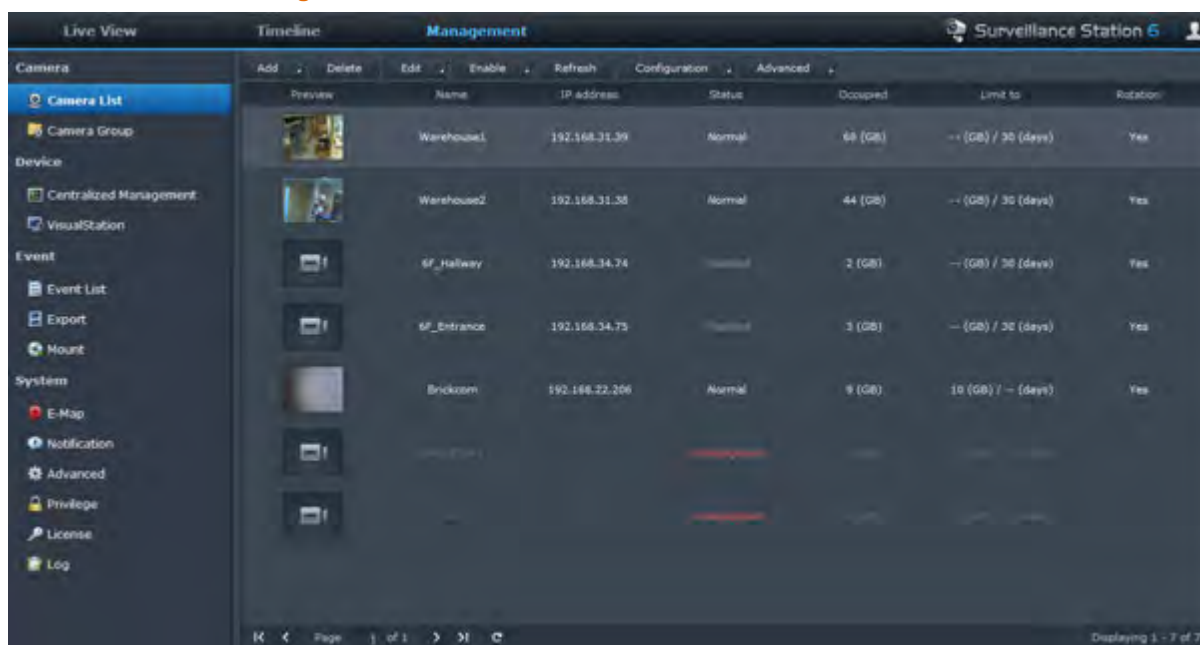 Live View Timeline Management Surveillance Station 6
Camera Add Delete Edit Enable Refresh Configuration Advanced
Camera List Preview Name IP address Status Occupied Limit to Rotation
Camera Group Warehouse1 192.168.31.39 Normal (GB) -- (GB) / 30 (days) Yes
Device
Centralized Management Warehouse2 192.168.31.38 Normal 44 (GB) -- (GB) / 30 (days) Yes
VisualStation
Event 6F_Hallway 192.168.34.74 2 (GB) -- (GB) / 30 (days) Yes
Event List
Export 6F_Entrance 192.168.34.75 3 (GB) -- (GB) / 30 (days) Yes
Mount
System Brickcom 192.168.22.206 Normal 9 (GB) 10 (GB) / -- (days) Yes
E-Map
Notification
Advanced
Privilege
License
Log
Page 1 of 1 Displaying 1 - 7 of 7